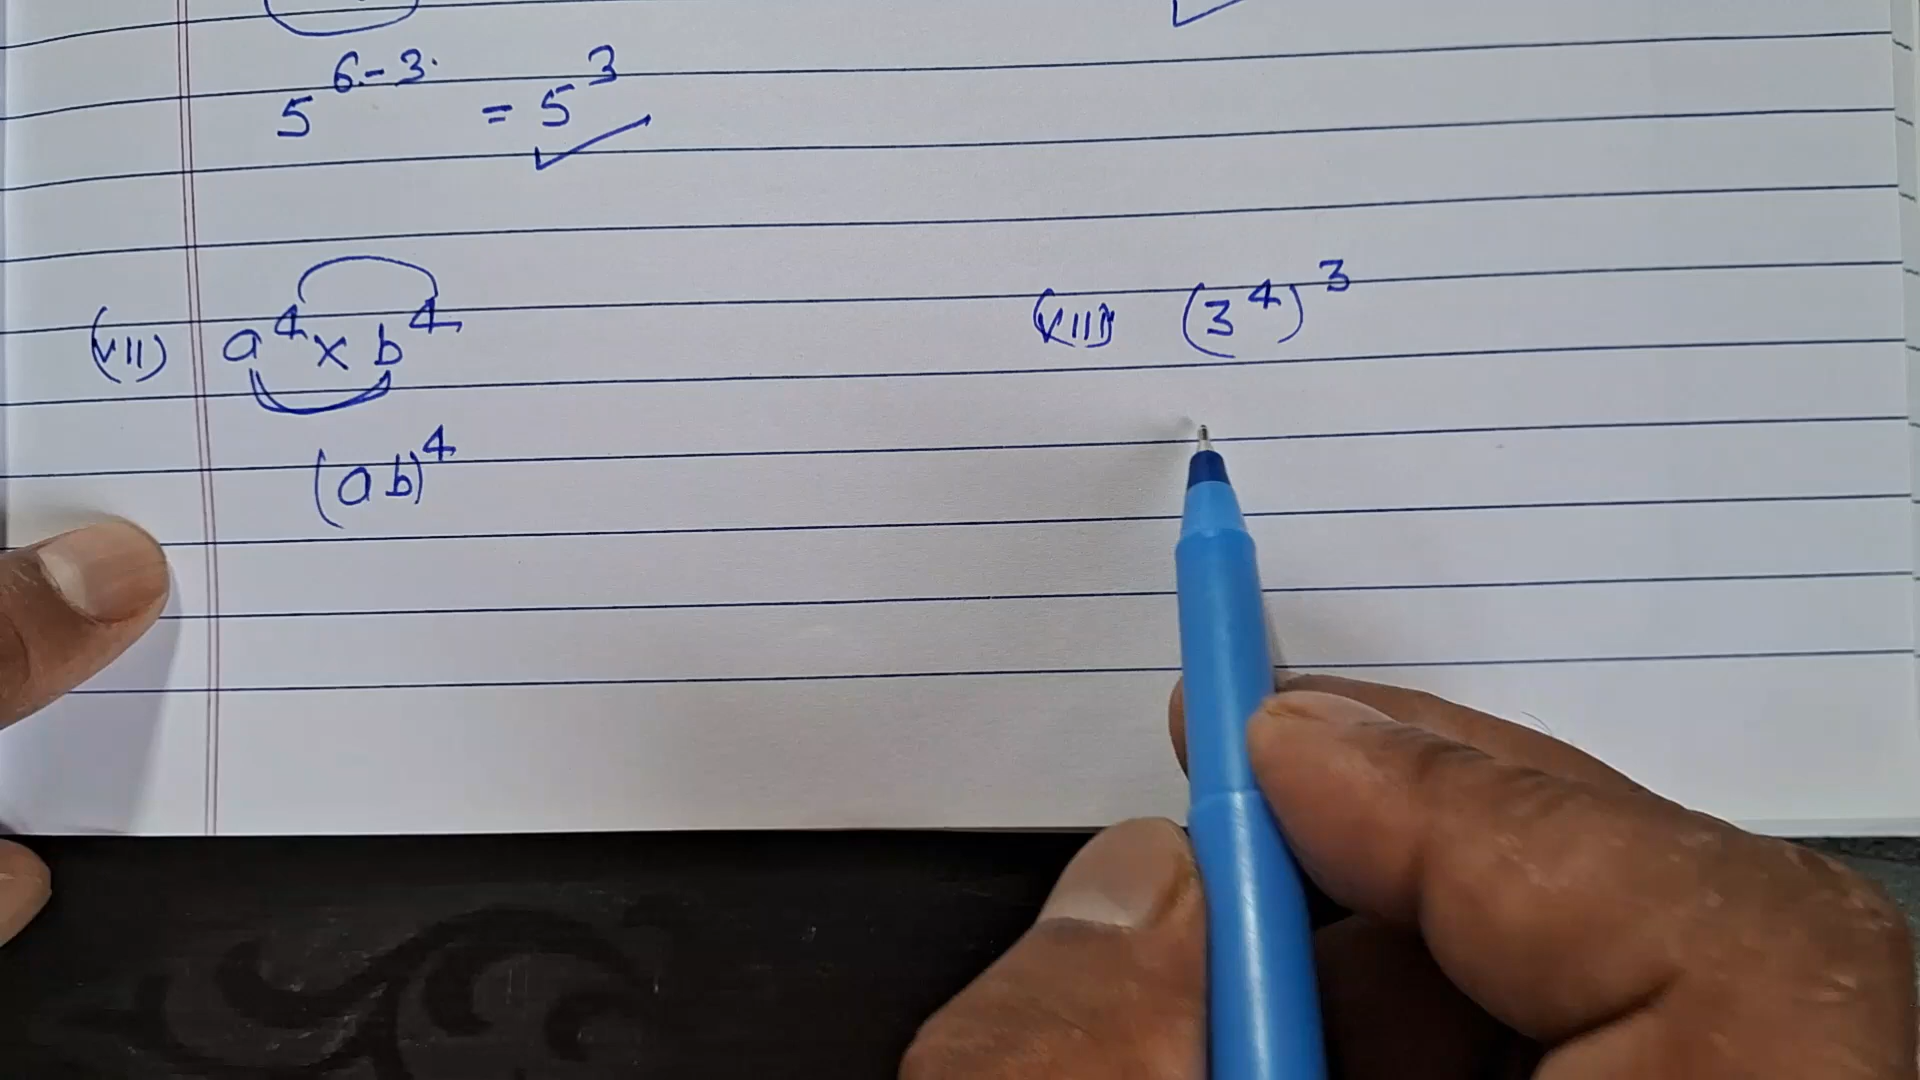 5^{6-3} = 5^3
(VII) a^4 × b^4
(ab)^4
(VIII) (3^4)^3